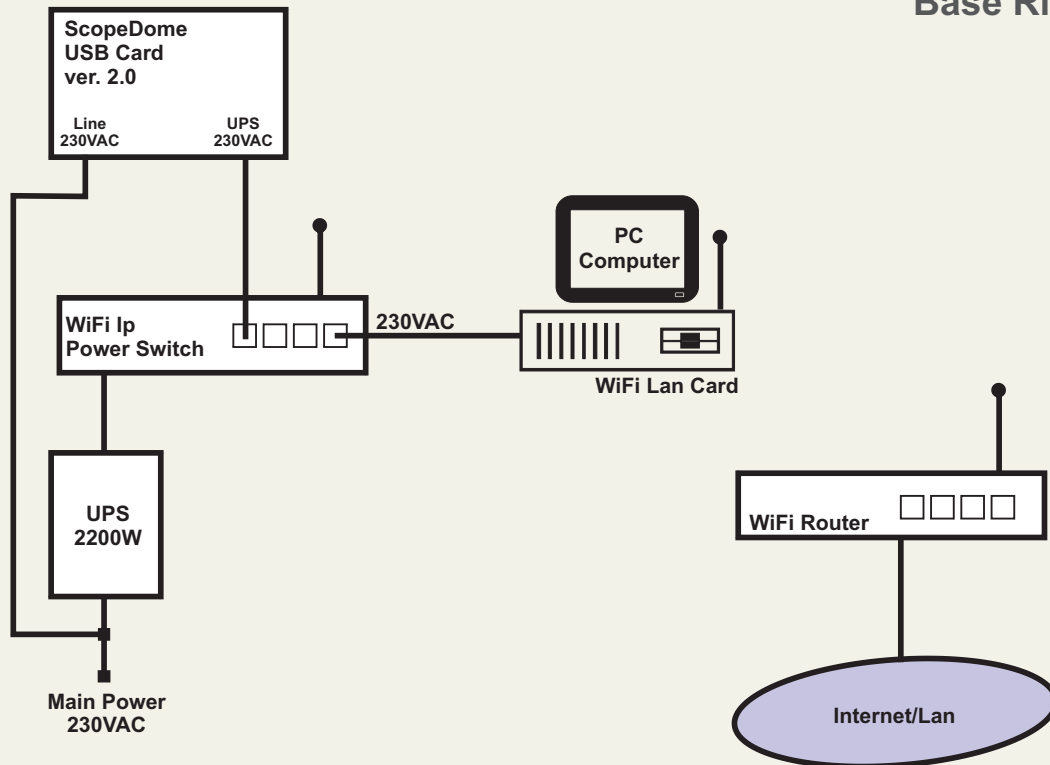 ScopeDome
USB Card
ver. 2.0
Line
230VAC
UPS
230VAC
PC
Computer
WiFi Ip
Power Switch
230VAC
WiFi Lan Card
UPS
2200W
WiFi Router
Main Power
230VAC
Internet/Lan
Base